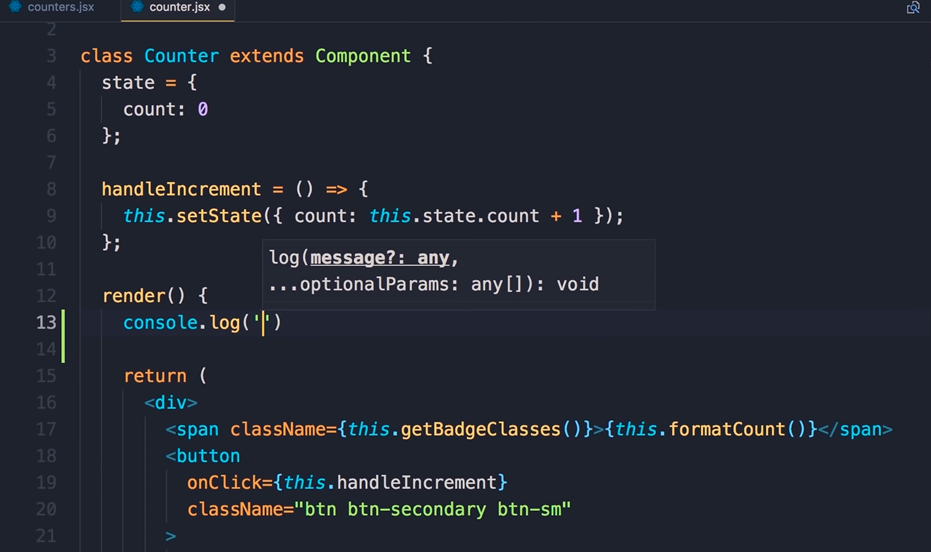 counters.jsx counter.jsx
2
3 class Counter extends Component {
4 state = {
5 count: 0
6 };
7
8 handleIncrement = () => {
9 this.setState({ count: this.state.count + 1 });
10 };
11
log(message?: any,
...optionalParams: any[]): void
12 render() {
13 console.log('')
14
15 return (
16 <div>
17 <span className={this.getBadgeClasses()}>{this.formatCount()}</span>
18 <button
19 onClick={this.handleIncrement}
20 className="btn btn-secondary btn-sm"
21 >